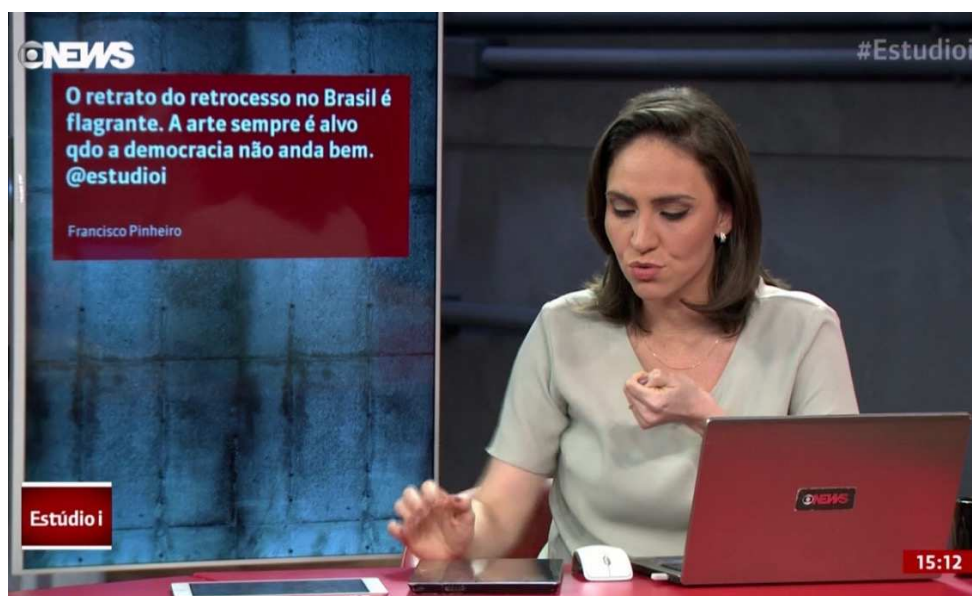 GNEWS
#Estudioi
O retrato do retrocesso no Brasil é
flagrante. A arte sempre é alvo
qdo a democracia não anda bem.
@estudioi
Francisco Pinheiro
Estúdio i
GNEWS
15:12